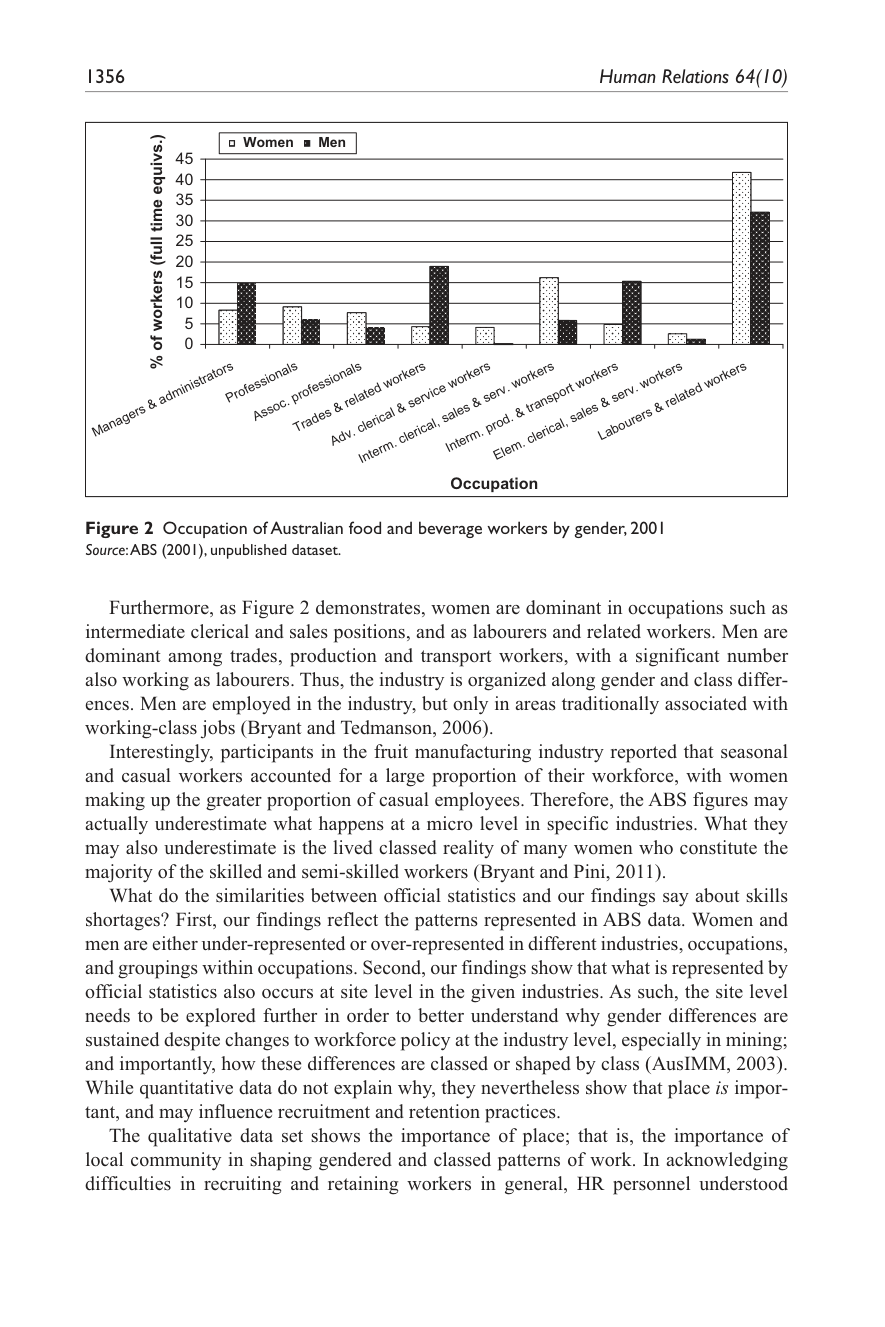 1356
Human Relations 64(10)
Women Men
% of workers (full time equivs.)
45
40
35
30
25
20
15
10
5
0
Managers & administrators
Professionals
Assoc. professionals
Trades & related workers
Adv. clerical & service workers
Interm. clerical, sales & serv. workers
Interm. prod. & transport workers
Elem. clerical, sales & serv. workers
Labourers & related workers
Occupation
Figure 2 Occupation of Australian food and beverage workers by gender, 2001
Source: ABS (2001), unpublished dataset.
Furthermore, as Figure 2 demonstrates, women are dominant in occupations such as
intermediate clerical and sales positions, and as labourers and related workers. Men are
dominant among trades, production and transport workers, with a significant number
also working as labourers. Thus, the industry is organized along gender and class differ-
ences. Men are employed in the industry, but only in areas traditionally associated with
working-class jobs (Bryant and Tedmanson, 2006).
Interestingly, participants in the fruit manufacturing industry reported that seasonal
and casual workers accounted for a large proportion of their workforce, with women
making up the greater proportion of casual employees. Therefore, the ABS figures may
actually underestimate what happens at a micro level in specific industries. What they
may also underestimate is the lived classed reality of many women who constitute the
majority of the skilled and semi-skilled workers (Bryant and Pini, 2011).
What do the similarities between official statistics and our findings say about skills
shortages? First, our findings reflect the patterns represented in ABS data. Women and
men are either under-represented or over-represented in different industries, occupations,
and groupings within occupations. Second, our findings show that what is represented by
official statistics also occurs at site level in the given industries. As such, the site level
needs to be explored further in order to better understand why gender differences are
sustained despite changes to workforce policy at the industry level, especially in mining;
and importantly, how these differences are classed or shaped by class (AusIMM, 2003).
While quantitative data do not explain why, they nevertheless show that place is impor-
tant, and may influence recruitment and retention practices.
The qualitative data set shows the importance of place; that is, the importance of
local community in shaping gendered and classed patterns of work. In acknowledging
difficulties in recruiting and retaining workers in general, HR personnel understood